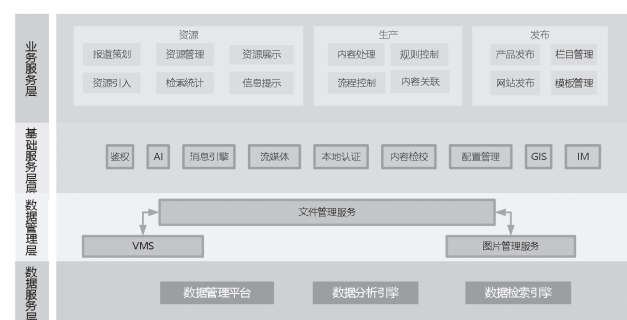 业务服务层
资源
报道策划
资源管理
资源展示
资源引入
检索统计
信息提示
生产
内容处理
规则控制
流程控制
内容关联
发布
产品发布
栏目管理
网站发布
模板管理
基础服务层层
鉴权
AI
消息引擎
流媒体
本地认证
内容检校
配置管理
GIS
IM
数据管理层
文件管理服务
VMS
图片管理服务
数据服务层
数据管理平台
数据分析引擎
数据检索引擎